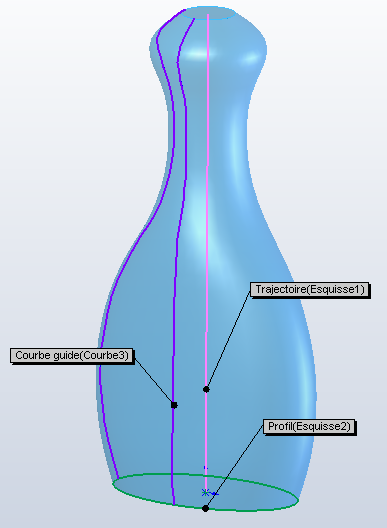 Trajectoire(Esquisse1)
Courbe guide(Courbe3)
Profil(Esquisse2)